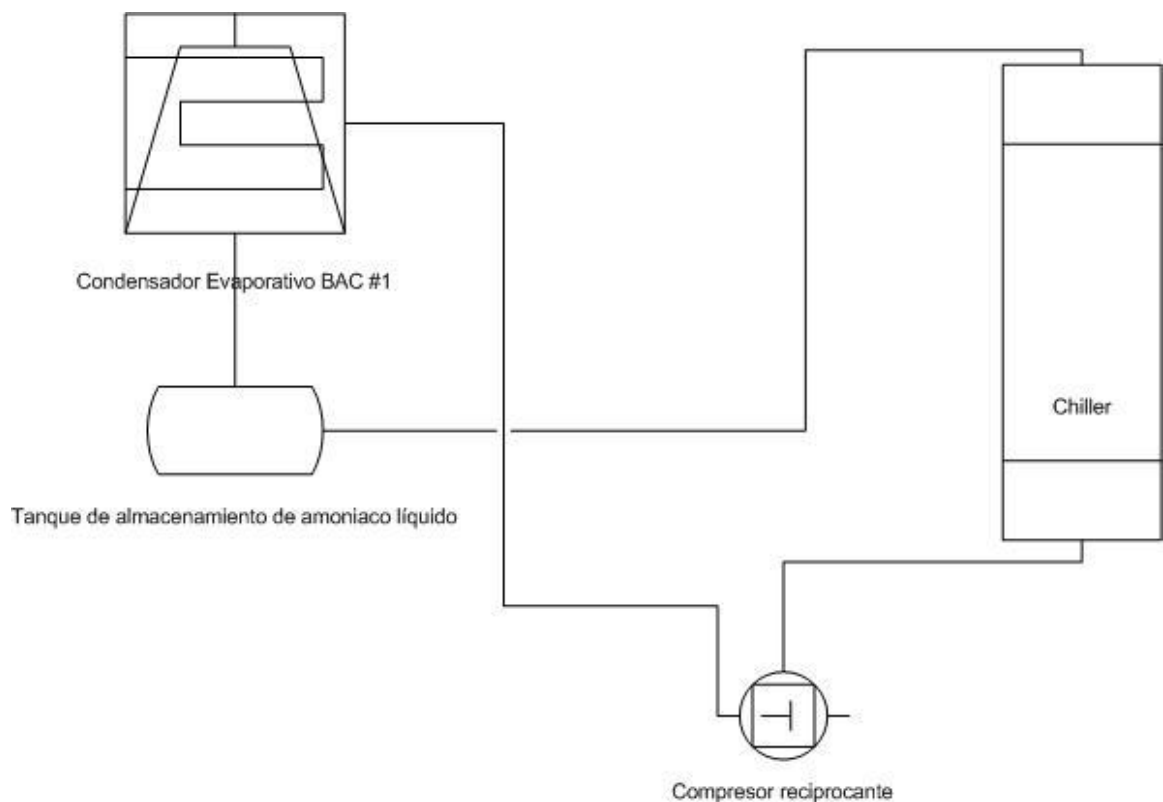 Condensador Evaporativo BAC #1
Chiller
Tanque de almacenamiento de amoniaco líquido
Compresor reciprocante